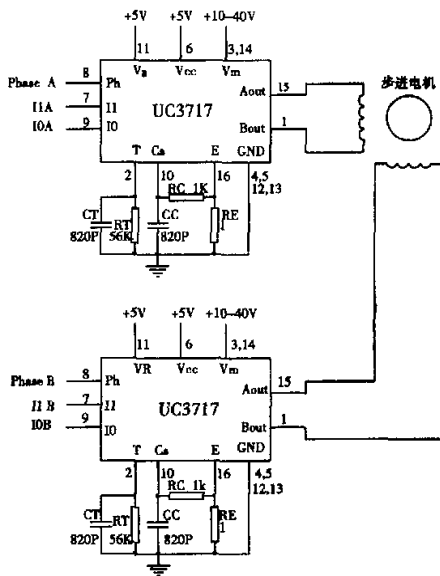 +5V +5V +10-40V
11 6 3,14
Phase A 8 Ph VR Vcc Vm 15
Aout
步进电机
I1A 7 I1
UC3717
I0A 9 I0 Bout 1
T Cs E GND
2 10 16 4,5
12,13
RC 1K
CT RT CC RE
820P 56K 820P 1
+5V +5V +10-40V
11 6 3,14
Phase B 8 Ph VR Vcc Vm 15
Aout
I1 B 7 I1
UC3717
I0B 9 I0 Bout 1
T Cs E GND
2 10 16 4,5
12,13
RC 1k
CT RT CC RE
820P 56K 820P 1